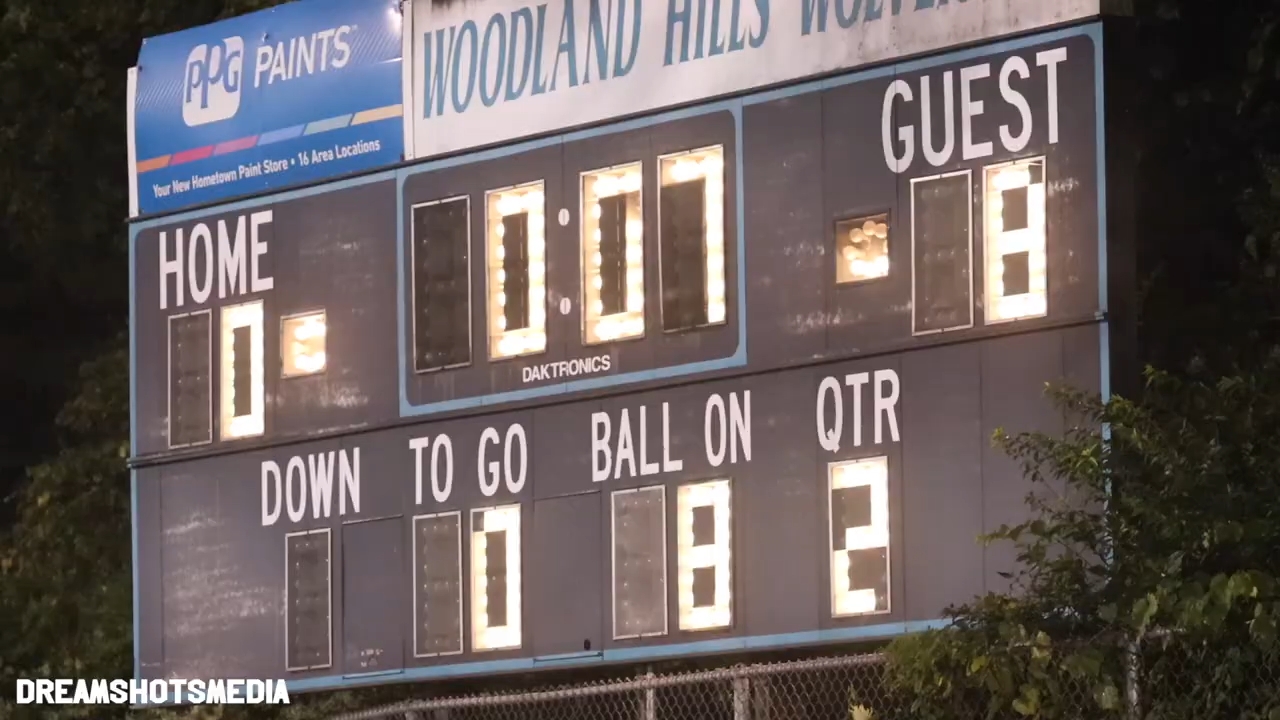 PPG PAINTS™
Your New Hometown Paint Store • 16 Area Locations
WOODLAND HILLS
HOME
0
0:07
DAKTRONICS
GUEST
8
DOWN
TO GO
0
BALL ON
8
QTR
2
DREAMSHOTSMEDIA